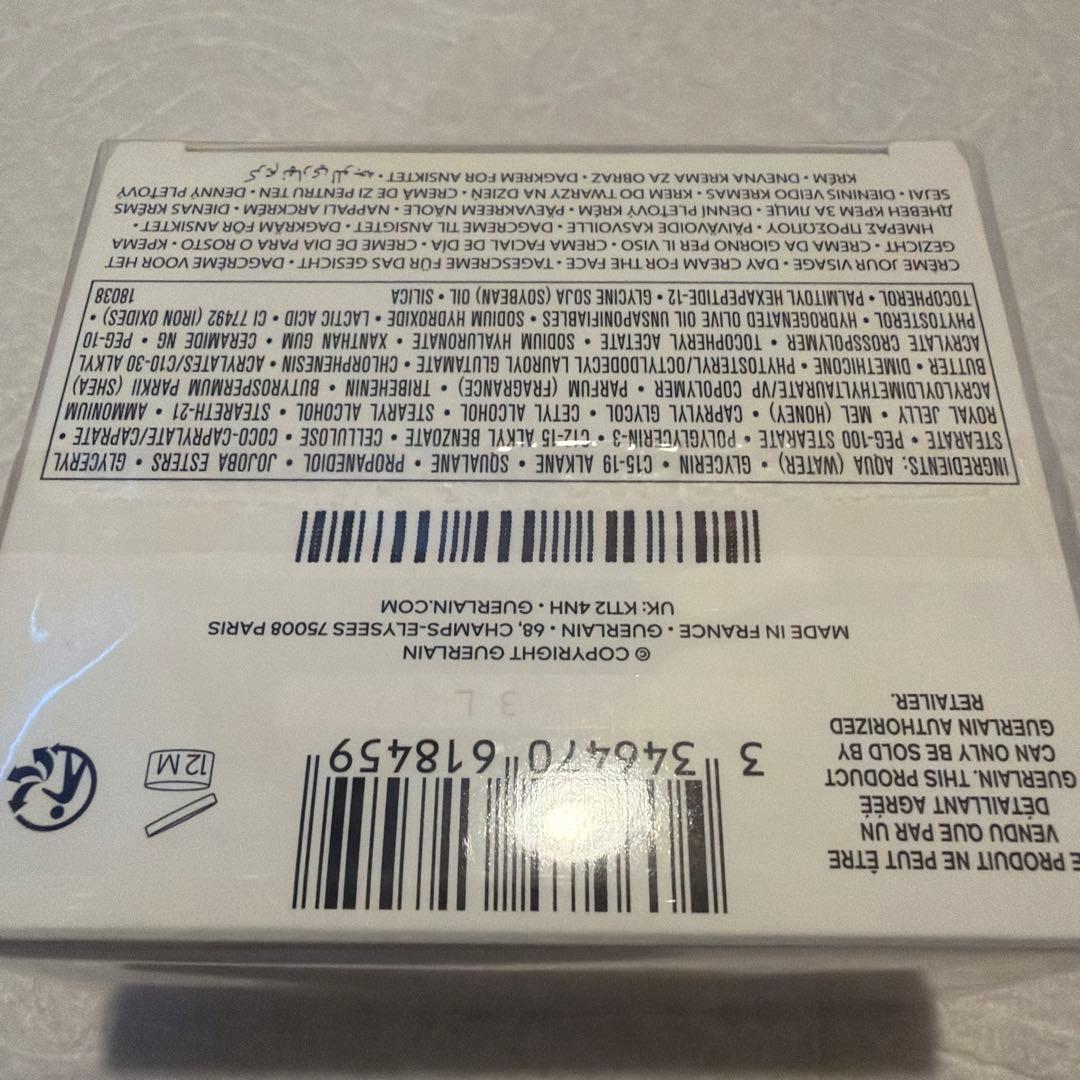 CE PRODUIT NE PEUT ÊTRE
VENDU QUE PAR UN
DÉTAILLANT AGRÉÉ
GUERLAIN. THIS PRODUCT
CAN ONLY BE SOLD BY
GUERLAIN AUTHORIZED
RETAILER.
3 346470 618459
12 M
3 L
© COPYRIGHT GUERLAIN
MADE IN FRANCE • GUERLAIN • 68, CHAMPS-ELYSEES 75008 PARIS
UK: KT12 4NH • GUERLAIN.COM
INGREDIENTS: AQUA (WATER) • GLYCERIN • C15-19 ALKANE • SQUALANE • PROPANEDIOL • JOJOBA ESTERS • GLYCERYL
STEARATE • PEG-100 STEARATE • POLYGLYCERIN-3 • C12-15 ALKYL BENZOATE • CELLULOSE • COCO-CAPRYLATE/CAPRATE •
ROYAL JELLY • MEL (HONEY) • CAPRYLYL GLYCOL • CETYL ALCOHOL • STEARYL ALCOHOL • STEARETH-21 • AMMONIUM
ACRYLOYLDIMETHYLTAURATE/VP COPOLYMER • PARFUM (FRAGRANCE) • TRIBEHENIN • BUTYROSPERMUM PARKII (SHEA)
BUTTER • DIMETHICONE • PHYTOSTERYL/OCTYLDODECYL LAUROYL GLUTAMATE • CHLORPHENESIN • ACRYLATES/C10-30 ALKYL
ACRYLATE CROSSPOLYMER • TOCOPHERYL ACETATE • SODIUM HYALURONATE • XANTHAN GUM • CERAMIDE NG • PEG-10
PHYTOSTEROL • HYDROGENATED OLIVE OIL UNSAPONIFIABLES • SODIUM HYDROXIDE • LACTIC ACID • CI 77492 (IRON OXIDES) •
TOCOPHEROL • PALMITOYL HEXAPEPTIDE-12 • GLYCINE SOJA (SOYBEAN) OIL • SILICA 18038
CRÈME JOUR VISAGE • DAY CREAM FOR THE FACE • TAGESCREME FÜR DAS GESICHT • DAGCRÈME VOOR HET
GEZICHT • CREMA DA GIORNO PER IL VISO • CREMA FACIAL DE DÍA • CREME DE DIA PARA O ROSTO • ΚΡΕΜΑ
ΗΜΕΡΑΣ ΠΡΟΣΩΠΟΥ • PÄIVÄVOIDE KASVOILLE • DAGCREME TIL ANSIGTET • DAGKRÄM FÖR ANSIKTET •
ДНЕВЕН КРЕМ ЗА ЛИЦЕ • DENNÍ PLEŤOVÝ KRÉM • PÄEVAKREEM NÄOLE • NAPPALI ARCKRÉM • DIENAS KRĒMS
SEJAI • DIENINIS VEIDO KREMAS • KREM DO TWARZY NA DZIEŃ • CREMĂ DE ZI PENTRU TEN • DENNÝ PLEŤOVÝ
KRÉM • DNEVNA KREMA ZA OBRAZ • DAGKREM FOR ANSIKTET • كريم نهاري للوجه